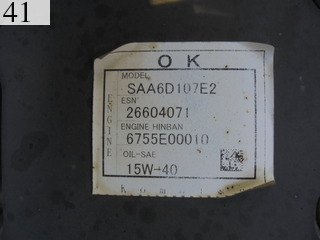 41
O K
MODEL
SAA6D107E2
ESN
26604071
ENGINE HINBAN
6755E00010
OIL-SAE
15W-40
ENGINE